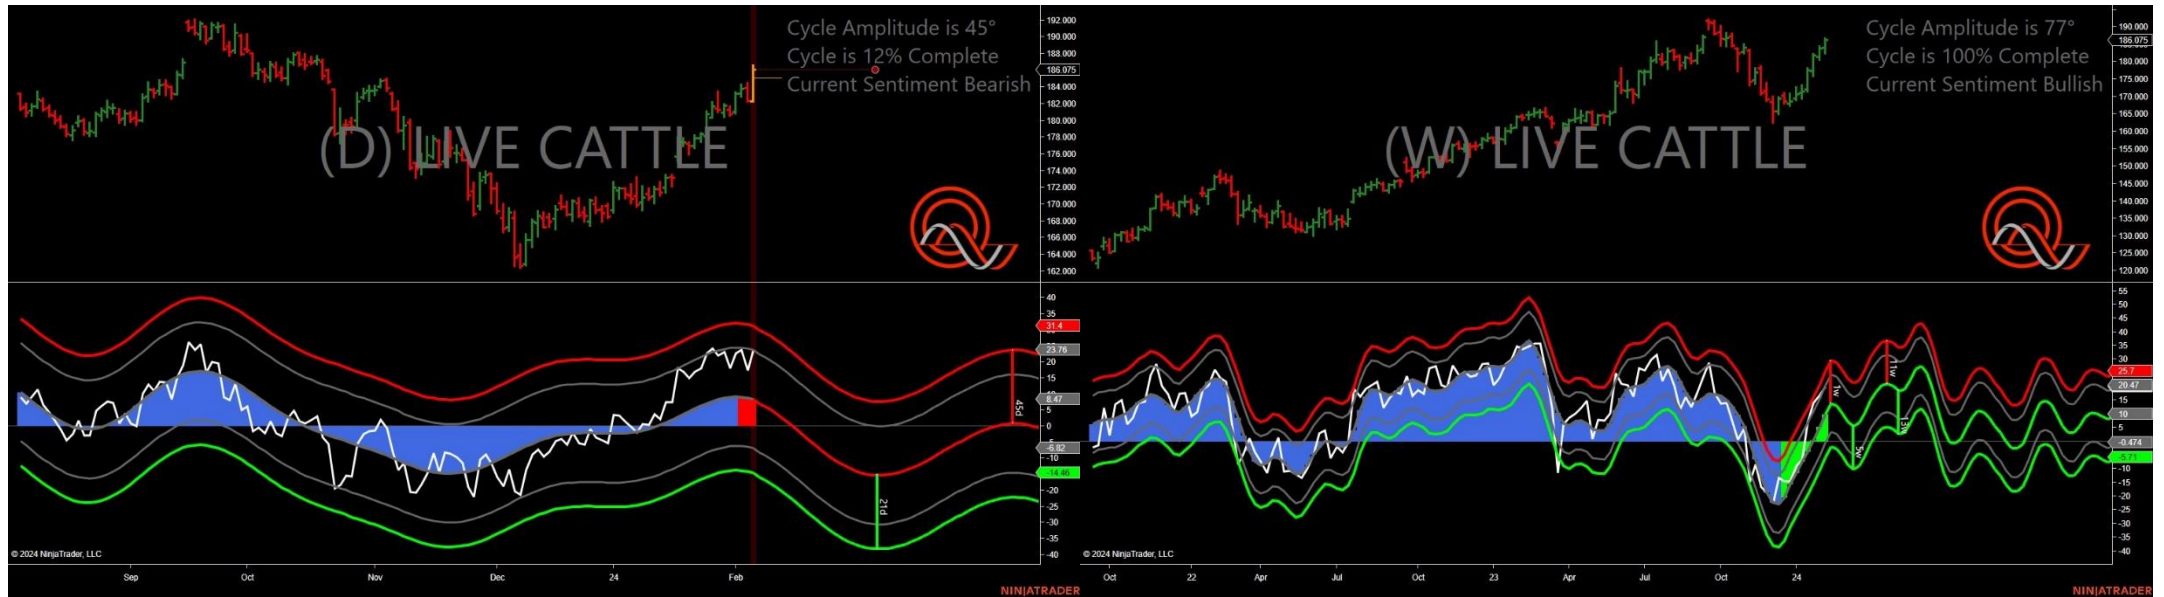 Cycle Amplitude is 45°
Cycle is 12% Complete
Current Sentiment Bearish
(D) LIVE CATTLE
192.000
190.000
188.000
186.075
184.000
182.000
180.000
178.000
176.000
174.000
172.000
170.000
168.000
166.000
164.000
162.000
40
35
31.4
23.76
20
15
8.47
5
0
-6.82
-10
-14.46
-20
-25
-30
-35
-40
45d
21d
© 2024 NinjaTrader, LLC
Sep
Oct
Nov
Dec
24
Feb
NINJATRADER
Cycle Amplitude is 77°
Cycle is 100% Complete
Current Sentiment Bullish
(W) LIVE CATTLE
190.000
186.075
180.000
175.000
170.000
165.000
160.000
155.000
150.000
145.000
140.000
135.000
130.000
125.000
120.000
55
50
45
40
35
30
25.7
20.47
15
10
5
-0.474
-5.71
-10
-15
-20
-25
-30
-35
-40
1w
11w
5w
13w
© 2024 NinjaTrader, LLC
Oct
22
Apr
Jul
Oct
23
Apr
Jul
Oct
24
NINJATRADER